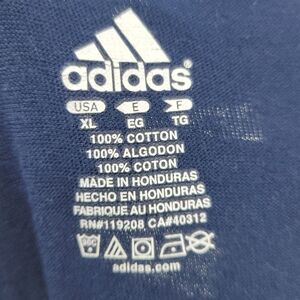 adidas®
USA E F
XL EG TG
100% COTTON
100% ALGODON
100% COTON
MADE IN HONDURAS
HECHO EN HONDURAS
FABRIQUE AU HONDURAS
RN#119208 CA#40312
30C
adidas.com